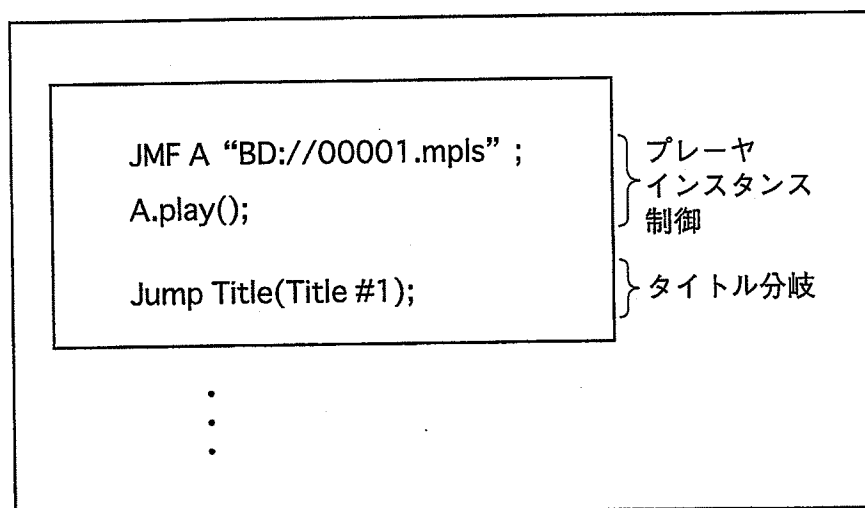 JMF A “BD://00001.mpls” ;
A.play();
プレーヤ
インスタンス
制御
Jump Title(Title #1);
タイトル分岐